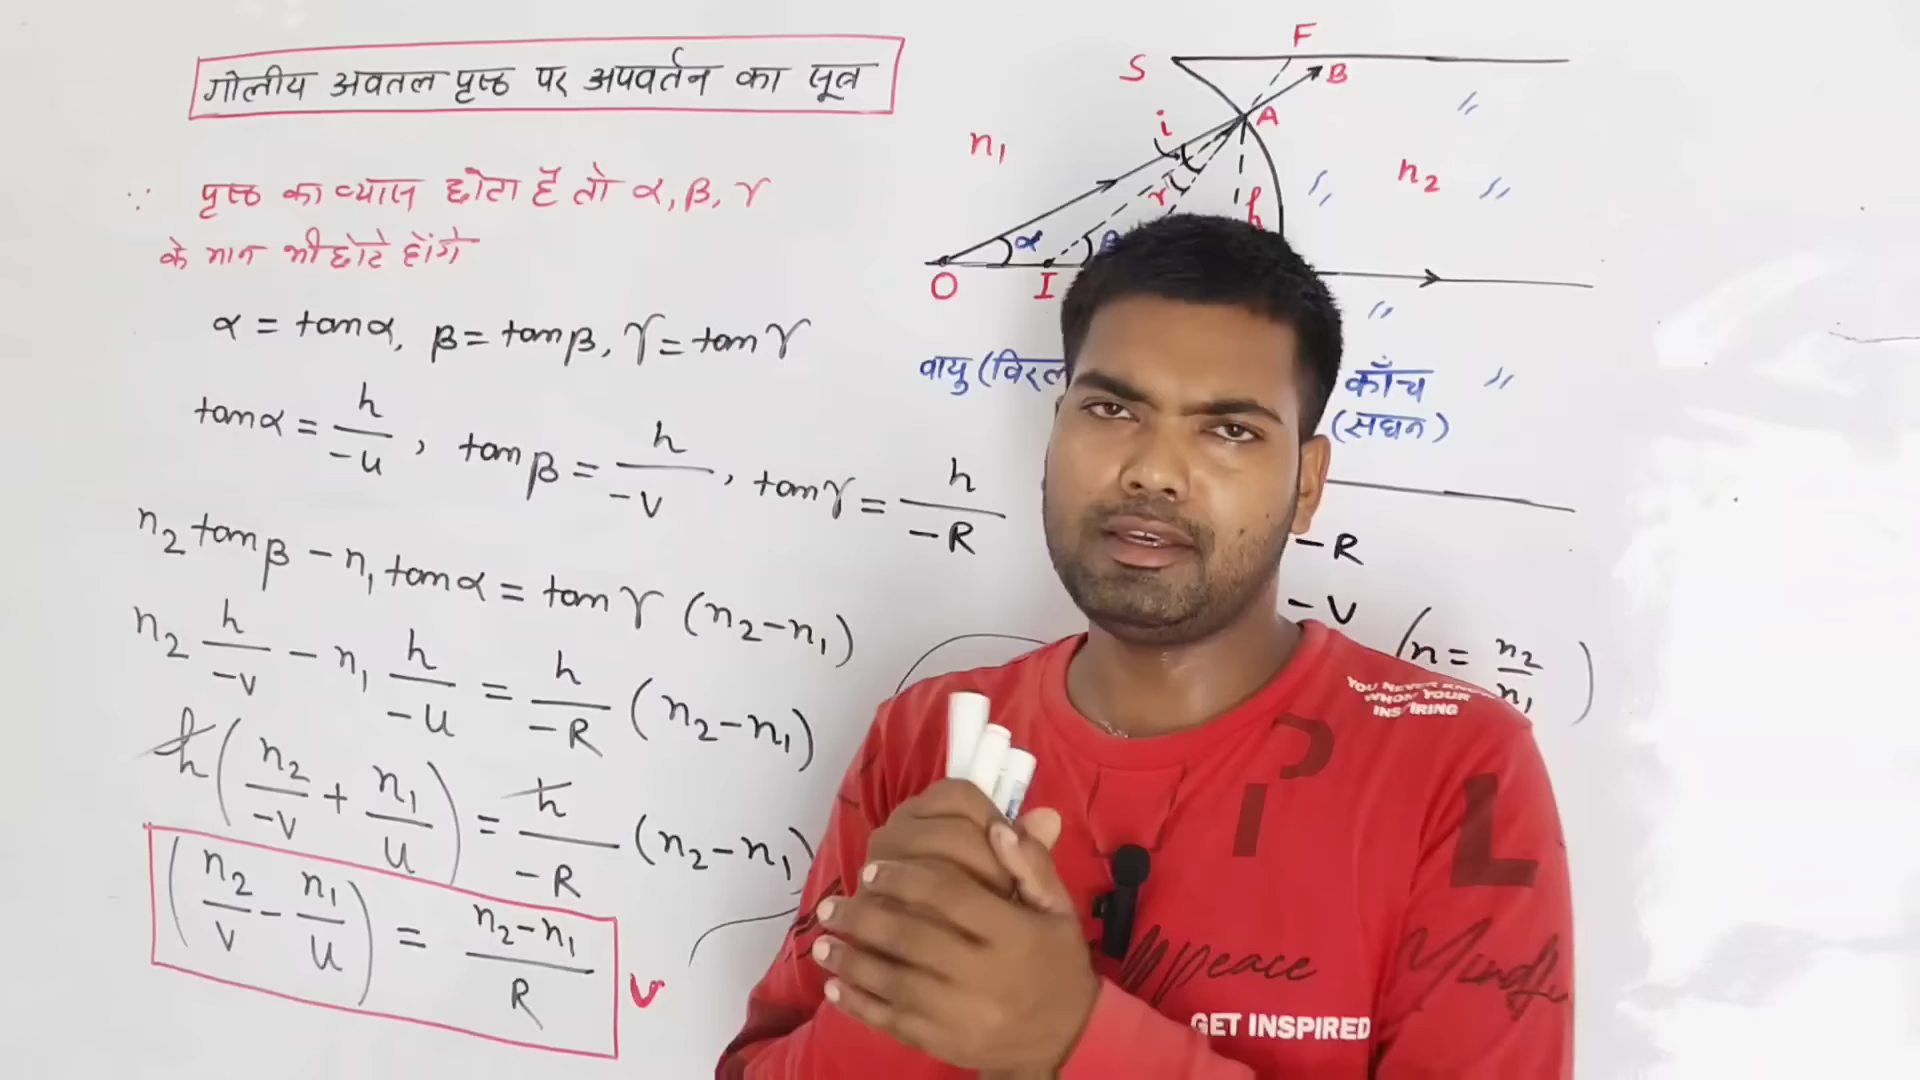 गोलीय अवतल पृष्ठ पर अपवर्तन का सूत्र
∵ पृष्ठ का व्यास छोटा है तो α, β, γ
के मान भी छोटे होंगे
α = tanα, β = tanβ, γ = tanγ
tanα = h/-u, tanβ = h/-v, tanγ = h/-R
n₂ tanβ - n₁ tanα = tanγ (n₂-n₁)
n₂ h/-v - n₁ h/-u = h/-R (n₂-n₁)
h (n₂/-v + n₁/u) = h/-R (n₂-n₁)
(n₂/v - n₁/u) = n₂-n₁/R
S F B
A
i
n₁ n₂
r
h
α β
O I
वायु (विरल काँच
(सघन)
-R
-v
(n = n₂/n₁)
YOU NEVER
WHOM YOUR
INSPIRING
P
L
peace
GET INSPIRED